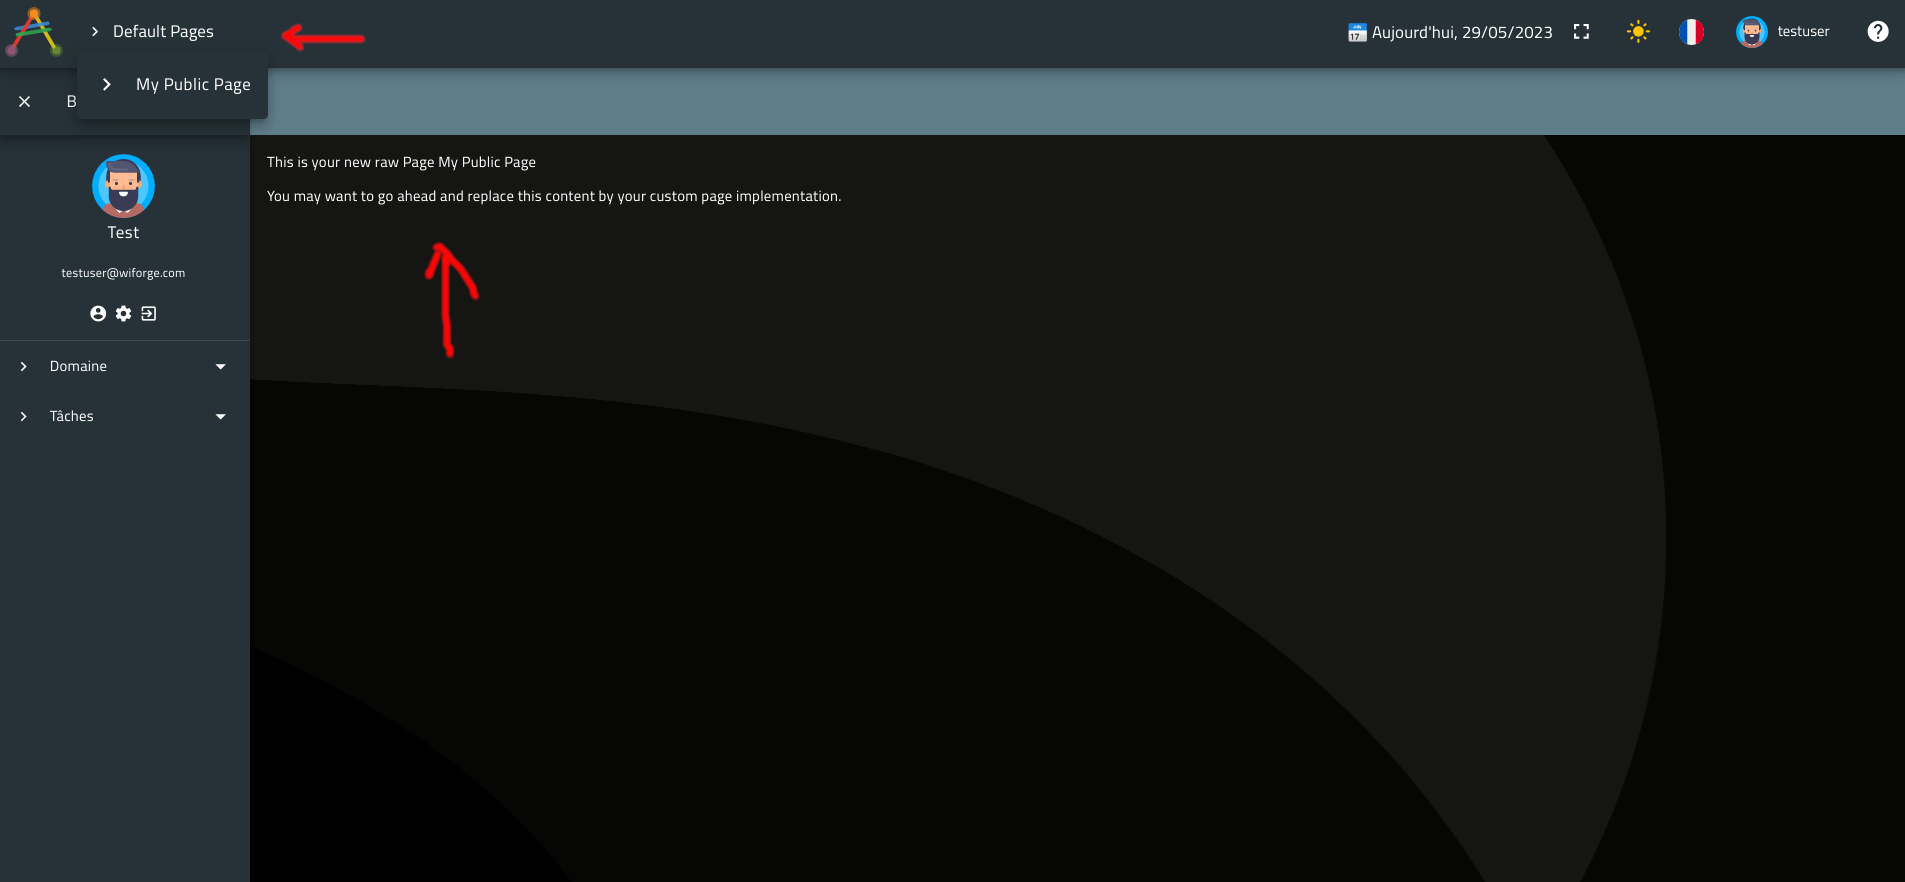 Default Pages
Aujourd'hui, 29/05/2023
testuser
My Public Page
B
This is your new raw Page My Public Page
You may want to go ahead and replace this content by your custom page implementation.
Test
testuser@wiforge.com
Domaine
Tâches